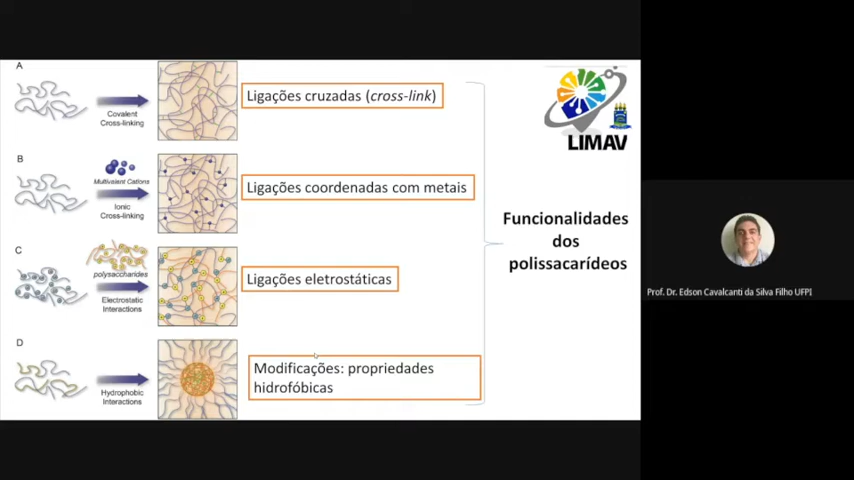 A
Covalent
Cross-linking
Ligações cruzadas (cross-link)
B
Multivalent Cations
Ionic
Cross-linking
Ligações coordenadas com metais
C
polysaccharides
Electrostatic
Interactions
Ligações eletrostáticas
D
Hydrophobic
Interactions
Modificações: propriedades
hidrofóbicas
LIMAV
Funcionalidades
dos
polissacarídeos
Prof. Dr. Edson Cavalcanti da Silva Filho UFPI